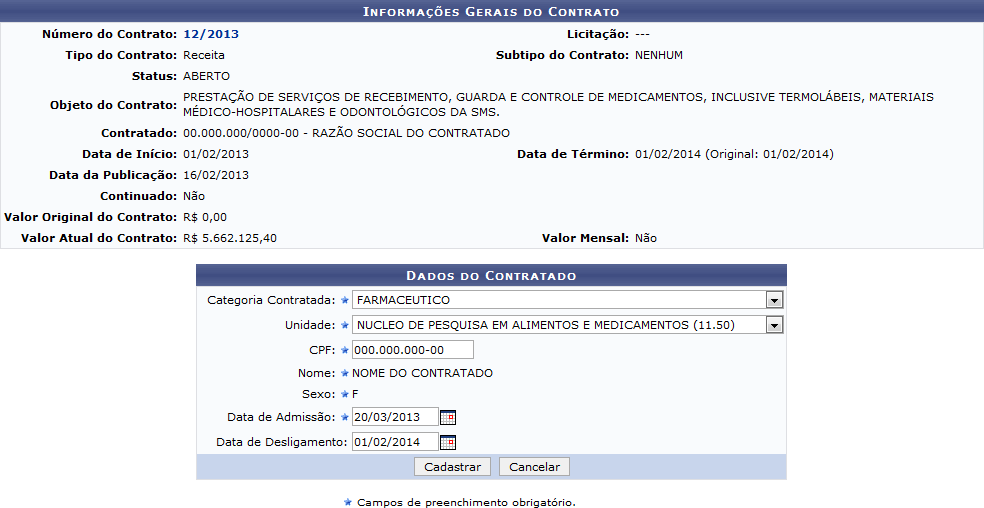 INFORMAÇÕES GERAIS DO CONTRATO
Número do Contrato: 12/2013 Licitação: ---
Tipo do Contrato: Receita Subtipo do Contrato: NENHUM
Status: ABERTO
Objeto do Contrato: PRESTAÇÃO DE SERVIÇOS DE RECEBIMENTO, GUARDA E CONTROLE DE MEDICAMENTOS, INCLUSIVE TERMOLÁBEIS, MATERIAIS
MÉDICO-HOSPITALARES E ODONTOLÓGICOS DA SMS.
Contratado: 00.000.000/0000-00 - RAZÃO SOCIAL DO CONTRATADO
Data de Início: 01/02/2013 Data de Término: 01/02/2014 (Original: 01/02/2014)
Data da Publicação: 16/02/2013
Continuado: Não
Valor Original do Contrato: R$ 0,00
Valor Atual do Contrato: R$ 5.662.125,40 Valor Mensal: Não
DADOS DO CONTRATADO
Categoria Contratada: FARMACEUTICO
Unidade: NUCLEO DE PESQUISA EM ALIMENTOS E MEDICAMENTOS (11.50)
CPF: 000.000.000-00
Nome: NOME DO CONTRATADO
Sexo: F
Data de Admissão: 20/03/2013
Data de Desligamento: 01/02/2014
Cadastrar Cancelar
Campos de preenchimento obrigatório.